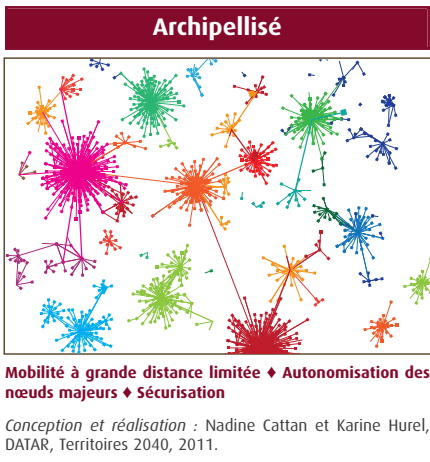 Archipellisé
Mobilité à grande distance limitée ♦ Autonomisation des
nœuds majeurs ♦ Sécurisation
Conception et réalisation : Nadine Cattan et Karine Hurel,
DATAR, Territoires 2040, 2011.